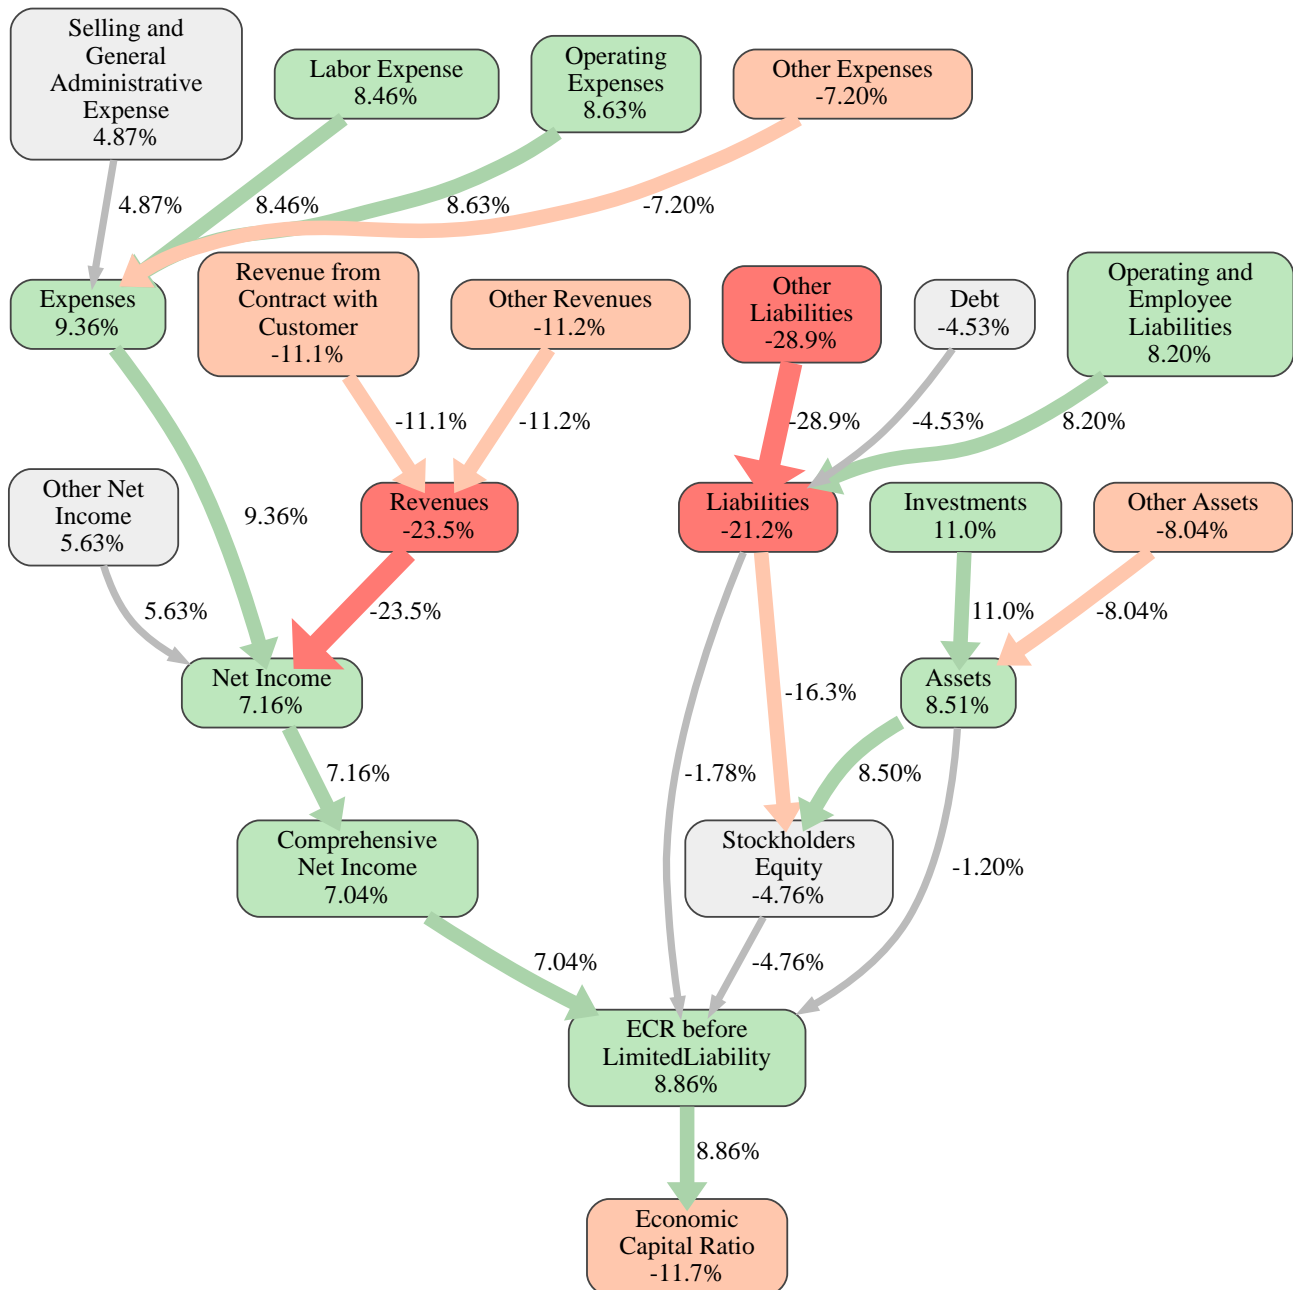 Selling and
General
Administrative
Expense
4.87%
Labor Expense
8.46%
Operating
Expenses
8.63%
Other Expenses
-7.20%
4.87%
8.46%
8.63%
-7.20%
Expenses
9.36%
Revenue from
Contract with
Customer
-11.1%
Other Revenues
-11.2%
Other
Liabilities
-28.9%
Debt
-4.53%
Operating and
Employee
Liabilities
8.20%
-11.1%
-11.2%
-28.9%
-4.53%
8.20%
Other Net
Income
5.63%
9.36%
Revenues
-23.5%
Liabilities
-21.2%
Investments
11.0%
Other Assets
-8.04%
5.63%
-23.5%
11.0%
-8.04%
Net Income
7.16%
-16.3%
Assets
8.51%
7.16%
-1.78%
8.50%
Comprehensive
Net Income
7.04%
Stockholders
Equity
-4.76%
-1.20%
7.04%
-4.76%
ECR before
LimitedLiability
8.86%
8.86%
Economic
Capital Ratio
-11.7%